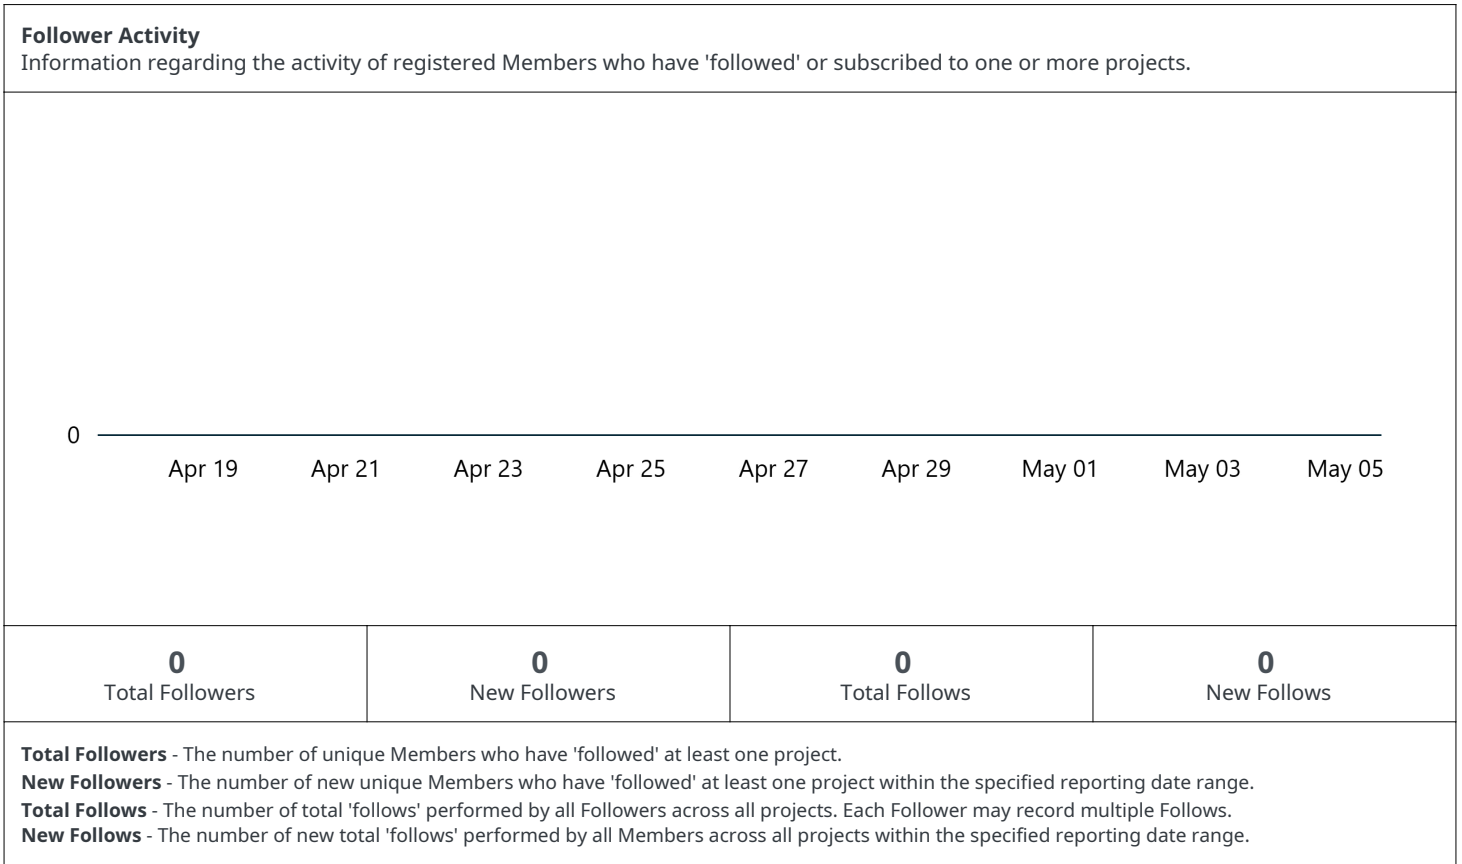 Follower Activity
Information regarding the activity of registered Members who have 'followed' or subscribed to one or more projects.
0
Apr 19 Apr 21 Apr 23 Apr 25 Apr 27 Apr 29 May 01 May 03 May 05
0 0 0 0
Total Followers New Followers Total Follows New Follows
Total Followers - The number of unique Members who have 'followed' at least one project.
New Followers - The number of new unique Members who have 'followed' at least one project within the specified reporting date range.
Total Follows - The number of total 'follows' performed by all Followers across all projects. Each Follower may record multiple Follows.
New Follows - The number of new total 'follows' performed by all Members across all projects within the specified reporting date range.